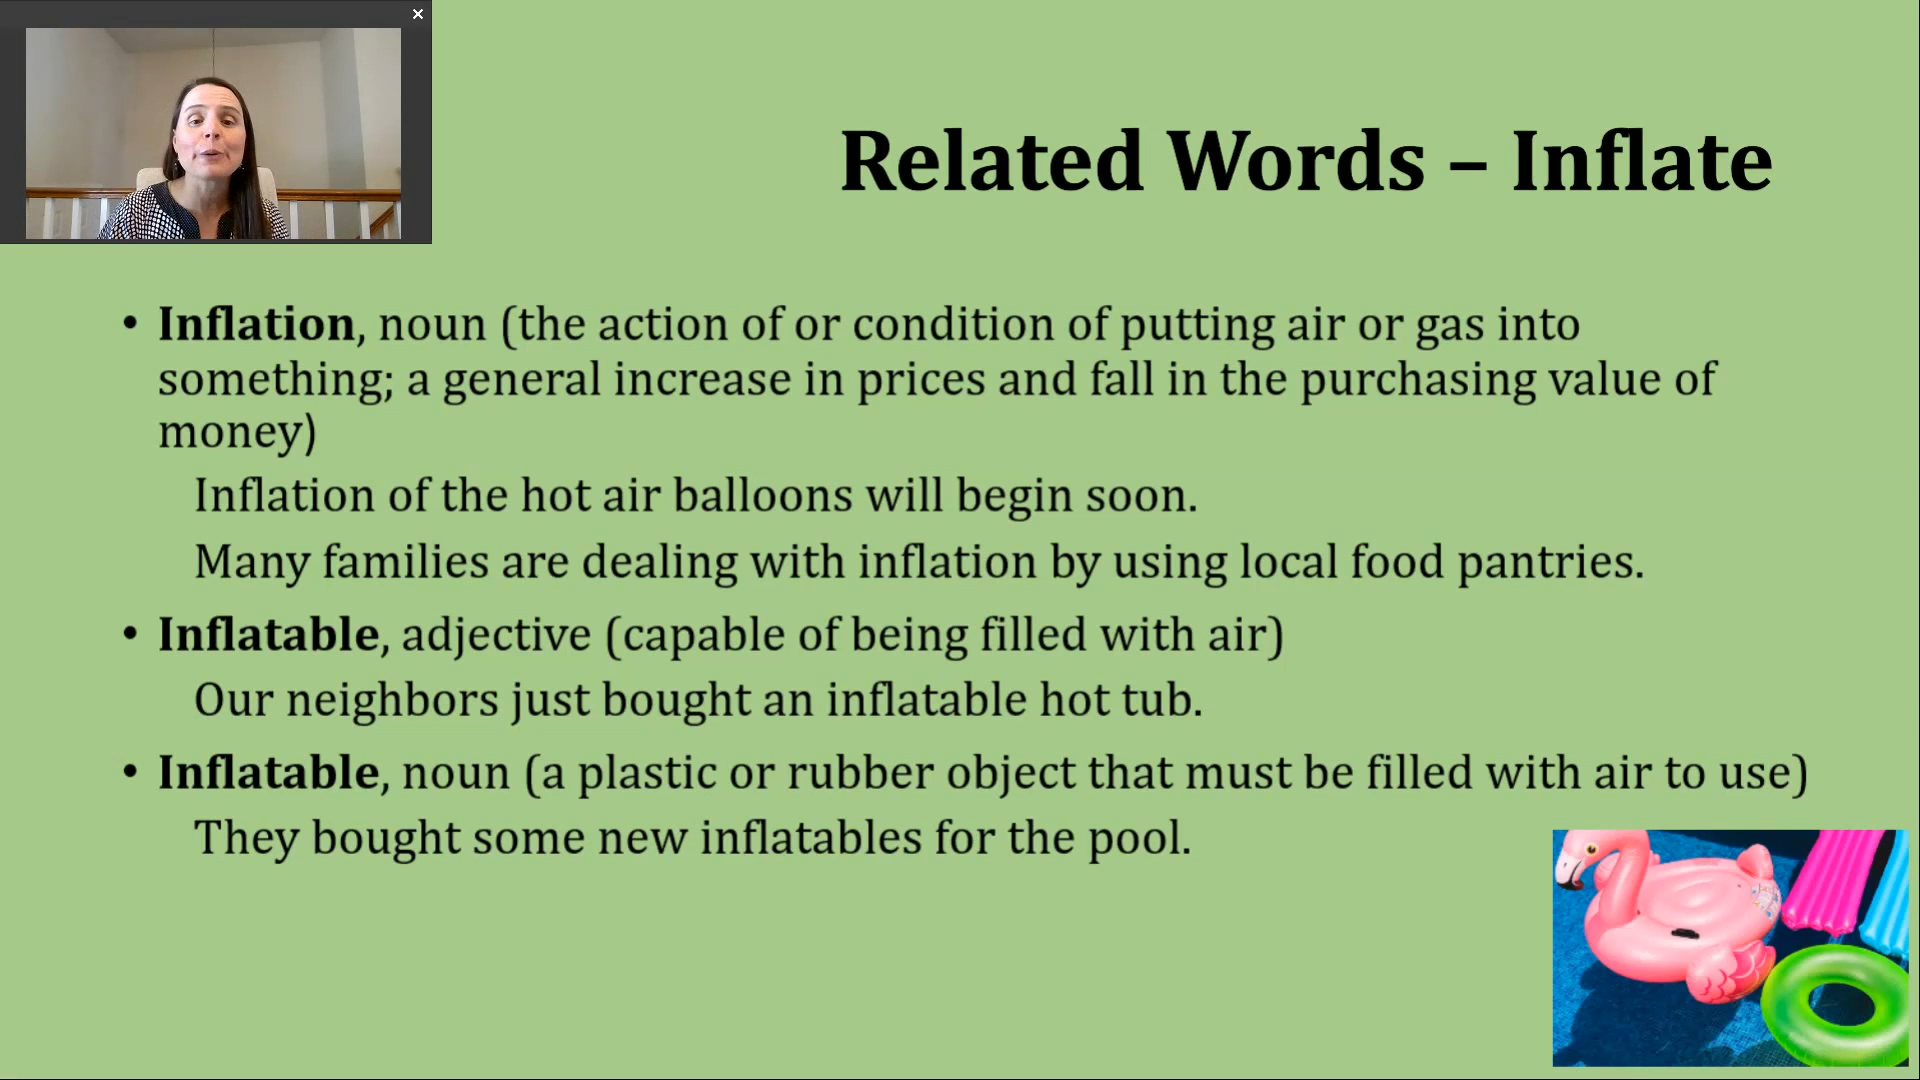 Related Words – Inflate
• Inflation, noun (the action of or condition of putting air or gas into
something; a general increase in prices and fall in the purchasing value of
money)
Inflation of the hot air balloons will begin soon.
Many families are dealing with inflation by using local food pantries.
• Inflatable, adjective (capable of being filled with air)
Our neighbors just bought an inflatable hot tub.
• Inflatable, noun (a plastic or rubber object that must be filled with air to use)
They bought some new inflatables for the pool.